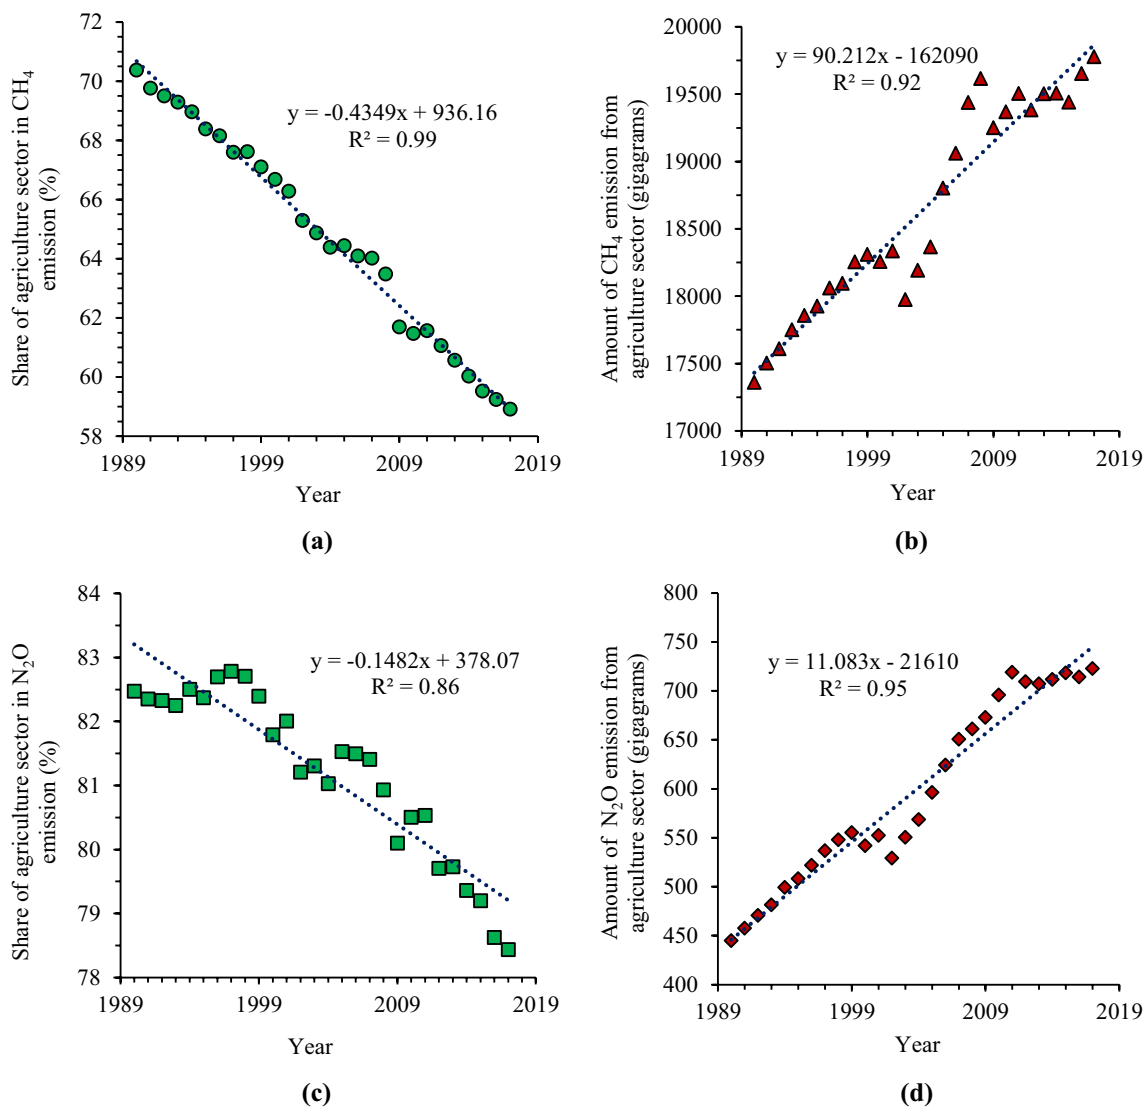 Share of agriculture sector in CH₄
emission (%)
72
70
68
66
64
62
60
58
y = -0.4349x + 936.16
R² = 0.99
1989
1999
2009
2019
Year
(a)
Amount of CH₄ emission from
agriculture sector (gigagrams)
20000
19500
19000
18500
18000
17500
17000
y = 90.212x - 162090
R² = 0.92
1989
1999
2009
2019
Year
(b)
Share of agriculture sector in N₂O
emission (%)
84
83
82
81
80
79
78
y = -0.1482x + 378.07
R² = 0.86
1989
1999
2009
2019
Year
(c)
Amount of N₂O emission from
agriculture sector (gigagrams)
800
750
700
650
600
550
500
450
400
y = 11.083x - 21610
R² = 0.95
1989
1999
2009
2019
Year
(d)